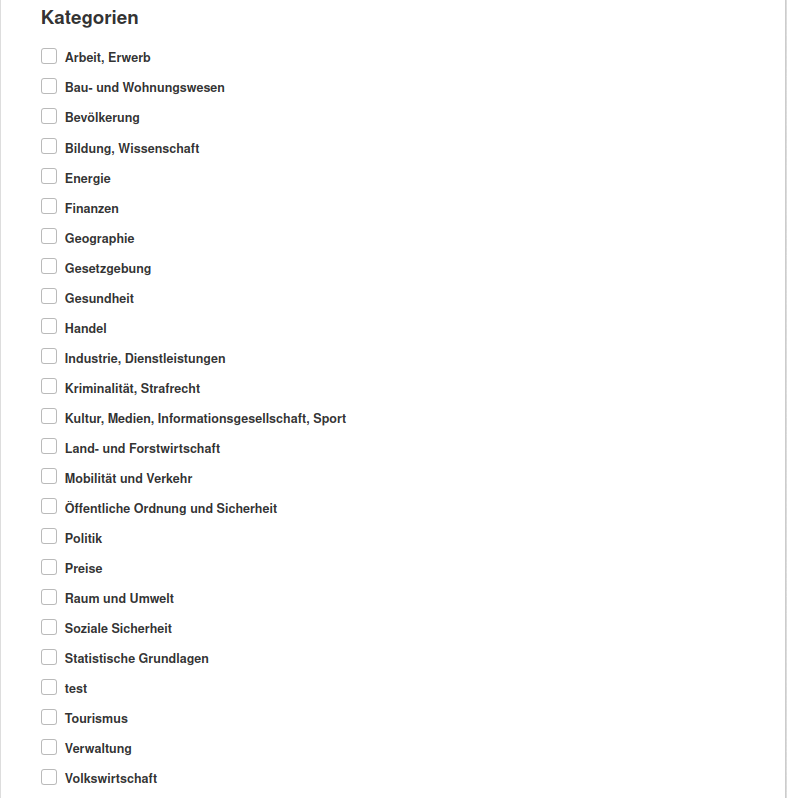 Kategorien
Arbeit, Erwerb
Bau- und Wohnungswesen
Bevölkerung
Bildung, Wissenschaft
Energie
Finanzen
Geographie
Gesetzgebung
Gesundheit
Handel
Industrie, Dienstleistungen
Kriminalität, Strafrecht
Kultur, Medien, Informationsgesellschaft, Sport
Land- und Forstwirtschaft
Mobilität und Verkehr
Öffentliche Ordnung und Sicherheit
Politik
Preise
Raum und Umwelt
Soziale Sicherheit
Statistische Grundlagen
test
Tourismus
Verwaltung
Volkswirtschaft